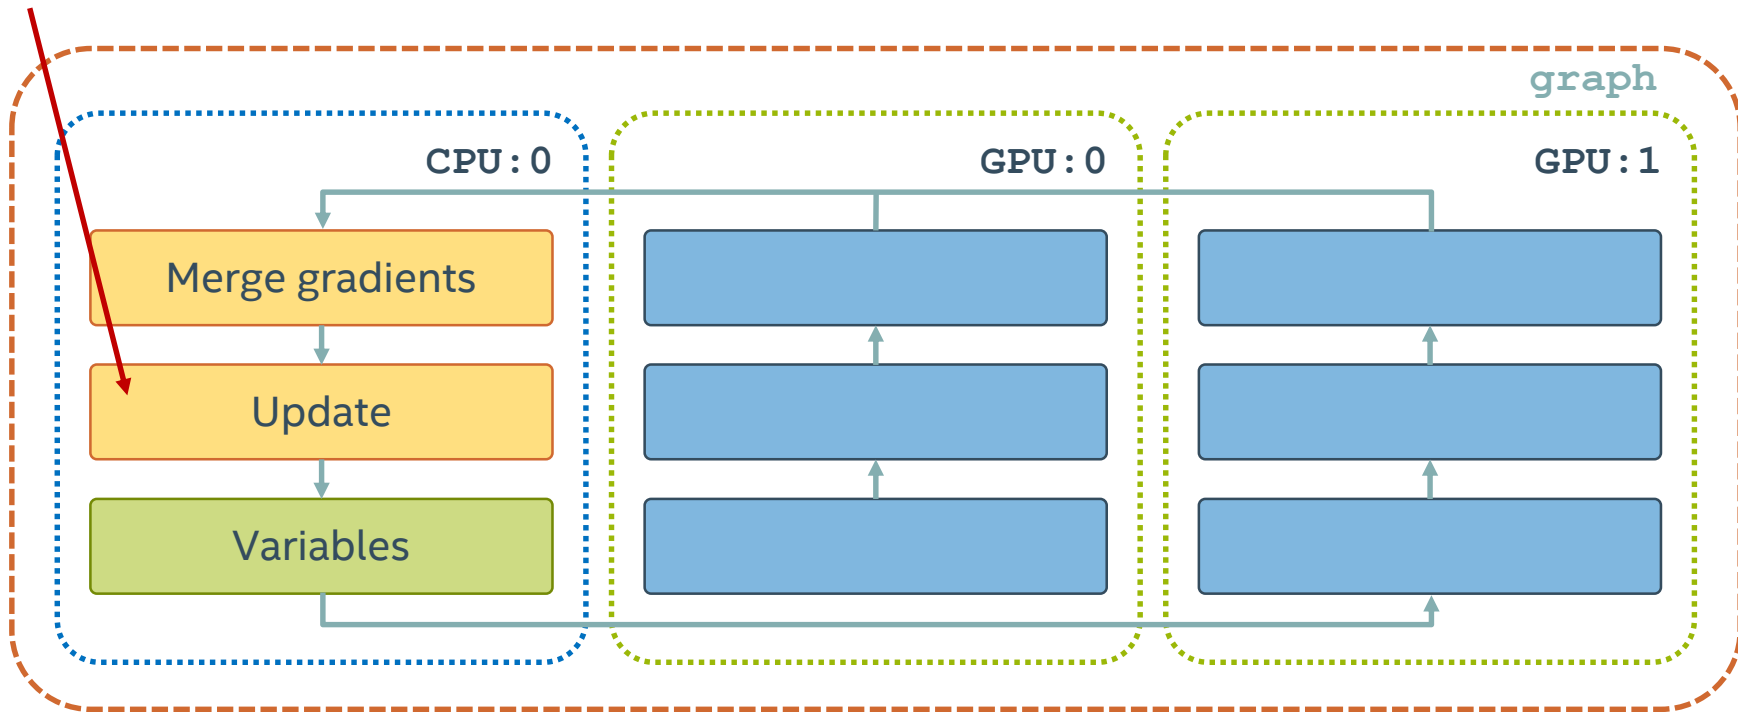 graph
CPU:0
GPU:0
GPU:1
Merge gradients
Update
Variables